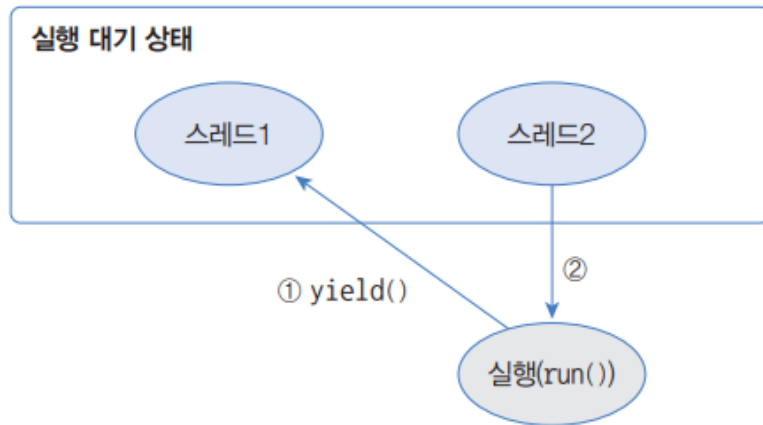 실행 대기 상태
스레드1
스레드2
① yield()
②
실행(run())